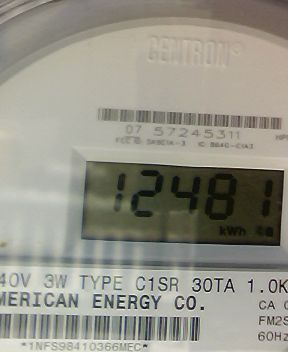 CENTRON®
07 57245311
12481
kWh
40V 3W TYPE C1SR 30TA 1.0K
MERICAN ENERGY CO.
CA
FM2S
60Hz
*1NFS98410366MEC*